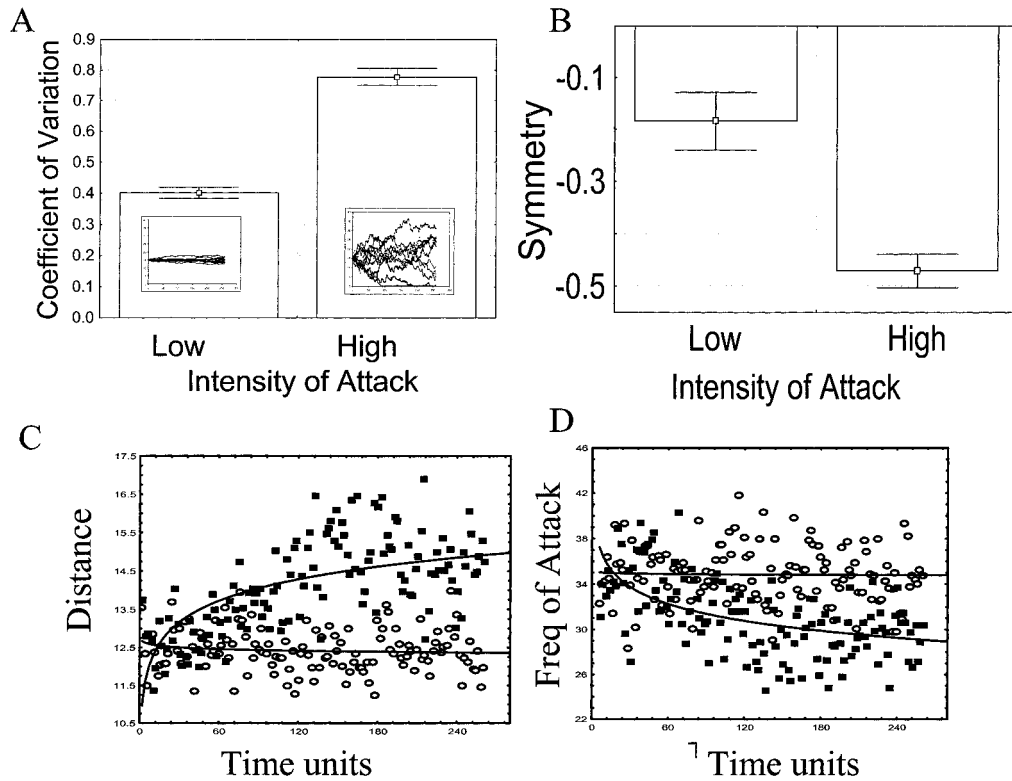 A
Coefficient of Variation
0.9
0.8
0.7
0.6
0.5
0.4
0.3
0.2
0.1
0.0
Low High
Intensity of Attack
B
Symmetry
-0.1
-0.3
-0.5
Low High
Intensity of Attack
C
Distance
17.5
16.5
15.5
14.5
13.5
12.5
11.5
10.5
0 60 120 180 240
Time units
D
Freq of Attack
46
42
38
34
30
26
22
0 60 120 180 240
Time units